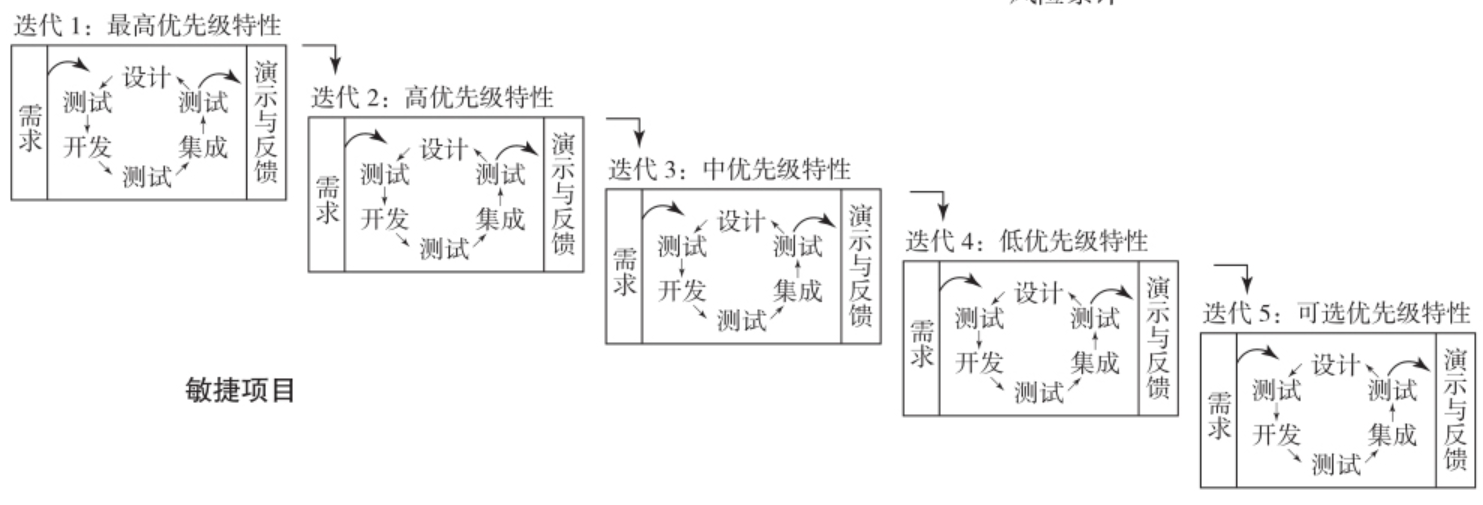 迭代 1：最高优先级特性
需求
设计
测试
测试
开发
集成
测试
演示与反馈
迭代 2：高优先级特性
需求
设计
测试
测试
开发
集成
测试
演示与反馈
迭代 3：中优先级特性
需求
设计
测试
测试
开发
集成
测试
演示与反馈
迭代 4：低优先级特性
需求
设计
测试
测试
开发
集成
测试
演示与反馈
迭代 5：可选优先级特性
需求
设计
测试
测试
开发
集成
测试
演示与反馈
敏捷项目